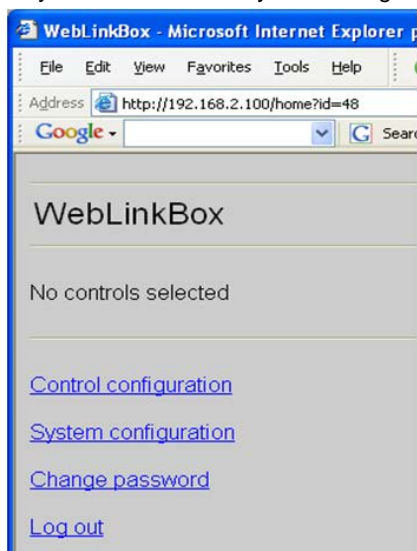 WebLinkBox - Microsoft Internet Explorer p
File Edit View Favorites Tools Help
Address http://192.168.2.100/home?id=48
Google G Sear
WebLinkBox
No controls selected
Control configuration
System configuration
Change password
Log out